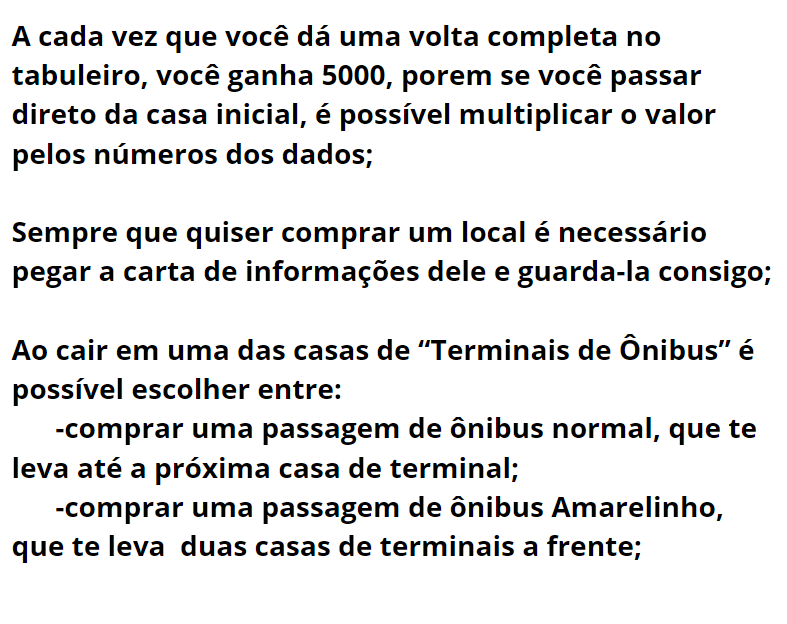 A cada vez que você dá uma volta completa no
tabuleiro, você ganha 5000, porem se você passar
direto da casa inicial, é possível multiplicar o valor
pelos números dos dados;
Sempre que quiser comprar um local é necessário
pegar a carta de informações dele e guarda-la consigo;
Ao cair em uma das casas de “Terminais de Ônibus” é
possível escolher entre:
-comprar uma passagem de ônibus normal, que te
leva até a próxima casa de terminal;
-comprar uma passagem de ônibus Amarelinho,
que te leva  duas casas de terminais a frente;